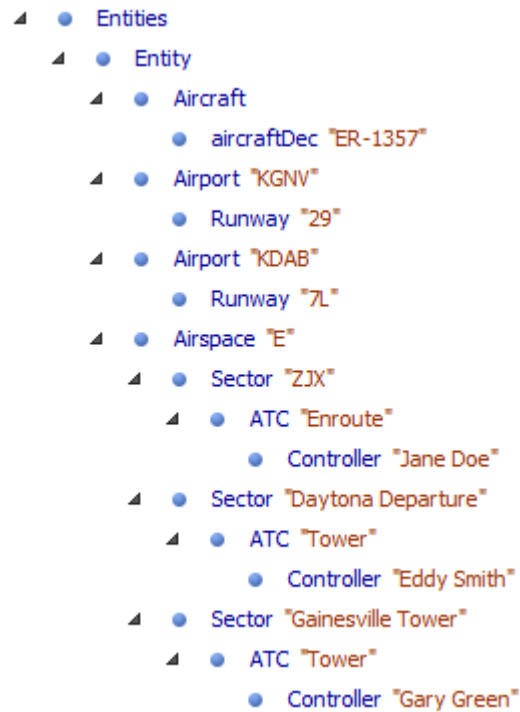 Entities
Entity
Aircraft
aircraftDec "ER-1357"
Airport "KGNV"
Runway "29"
Airport "KDAB"
Runway "7L"
Airspace "E"
Sector "ZJX"
ATC "Enroute"
Controller "Jane Doe"
Sector "Daytona Departure"
ATC "Tower"
Controller "Eddy Smith"
Sector "Gainesville Tower"
ATC "Tower"
Controller "Gary Green"